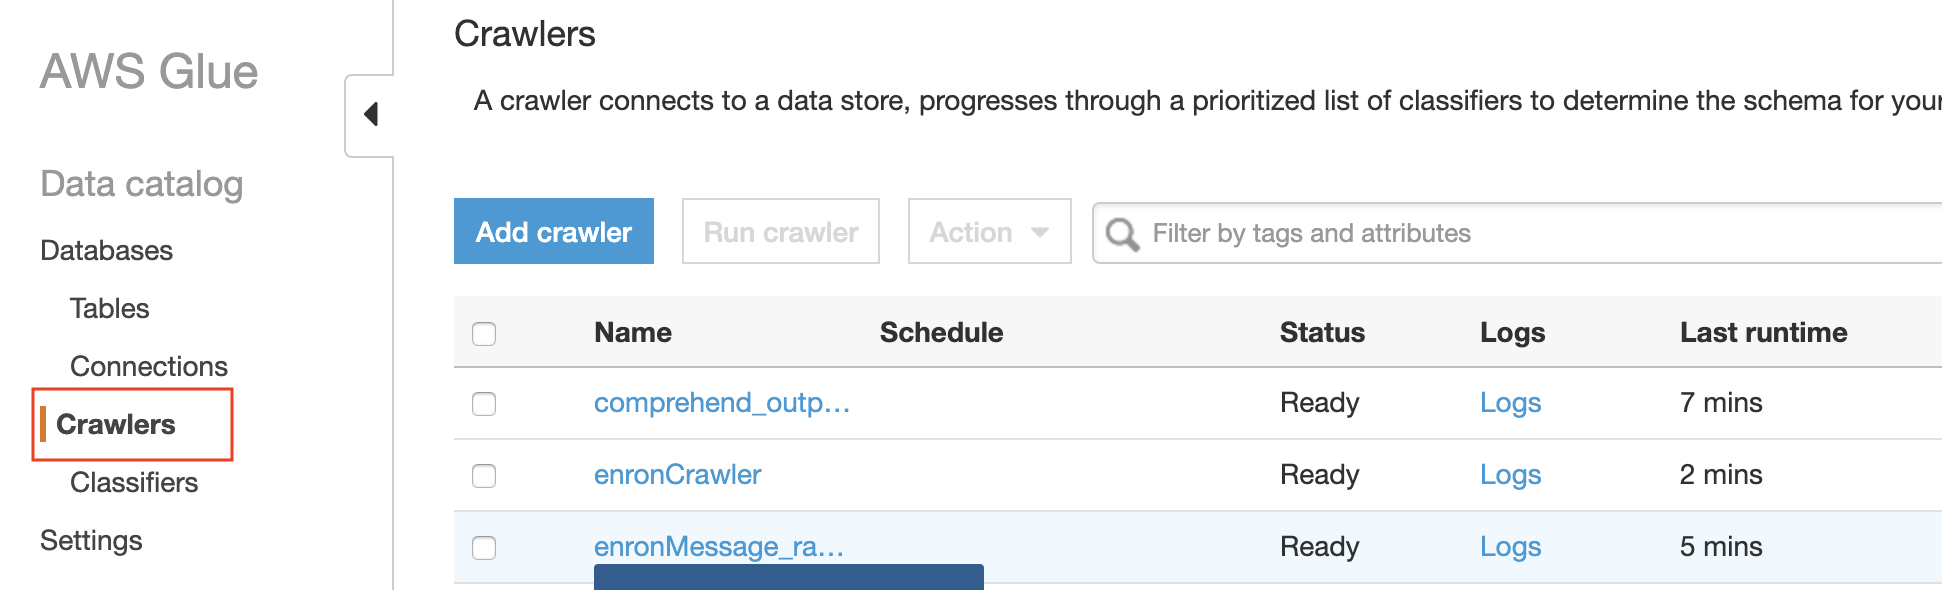 AWS Glue
Data catalog
Databases
Tables
Connections
Crawlers
Classifiers
Settings
Crawlers
A crawler connects to a data store, progresses through a prioritized list of classifiers to determine the schema for your
Add crawler
Run crawler
Action
Filter by tags and attributes
Name Schedule Status Logs Last runtime
comprehend_outp... Ready Logs 7 mins
enronCrawler Ready Logs 2 mins
enronMessage_ra... Ready Logs 5 mins